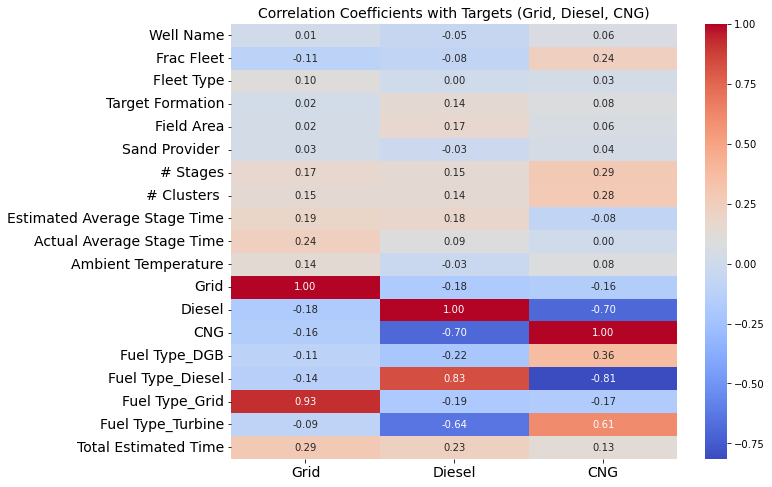 Correlation Coefficients with Targets (Grid, Diesel, CNG)
Well Name 0.01 -0.05 0.06
Frac Fleet -0.11 -0.08 0.24
Fleet Type 0.10 0.00 0.03
Target Formation 0.02 0.14 0.08
Field Area 0.02 0.17 0.06
Sand Provider 0.03 -0.03 0.04
# Stages 0.17 0.15 0.29
# Clusters 0.15 0.14 0.28
Estimated Average Stage Time 0.19 0.18 -0.08
Actual Average Stage Time 0.24 0.09 0.00
Ambient Temperature 0.14 -0.03 0.08
Grid 1.00 -0.18 -0.16
Diesel -0.18 1.00 -0.70
CNG -0.16 -0.70 1.00
Fuel Type_DGB -0.11 -0.22 0.36
Fuel Type_Diesel -0.14 0.83 -0.81
Fuel Type_Grid 0.93 -0.19 -0.17
Fuel Type_Turbine -0.09 -0.64 0.61
Total Estimated Time 0.29 0.23 0.13
Grid Diesel CNG
1.00
0.75
0.50
0.25
0.00
−0.25
−0.50
−0.75